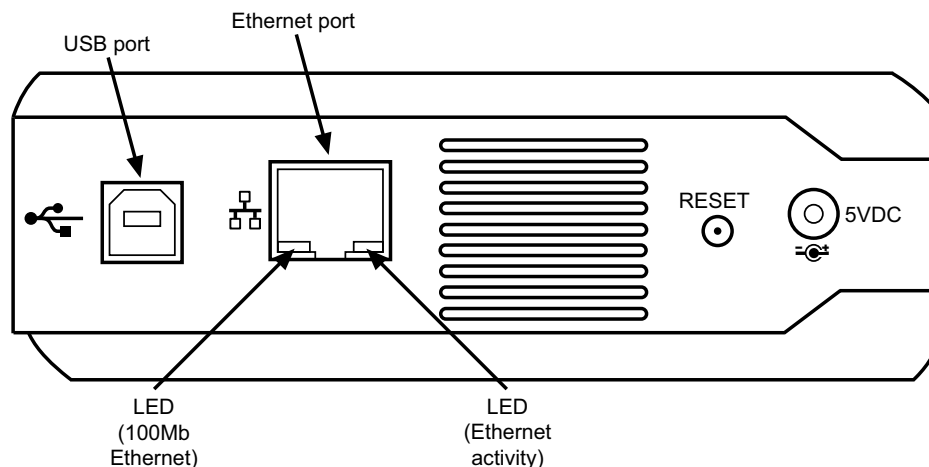 Ethernet port
USB port
RESET
5VDC
LED
(100Mb
Ethernet)
LED
(Ethernet
activity)